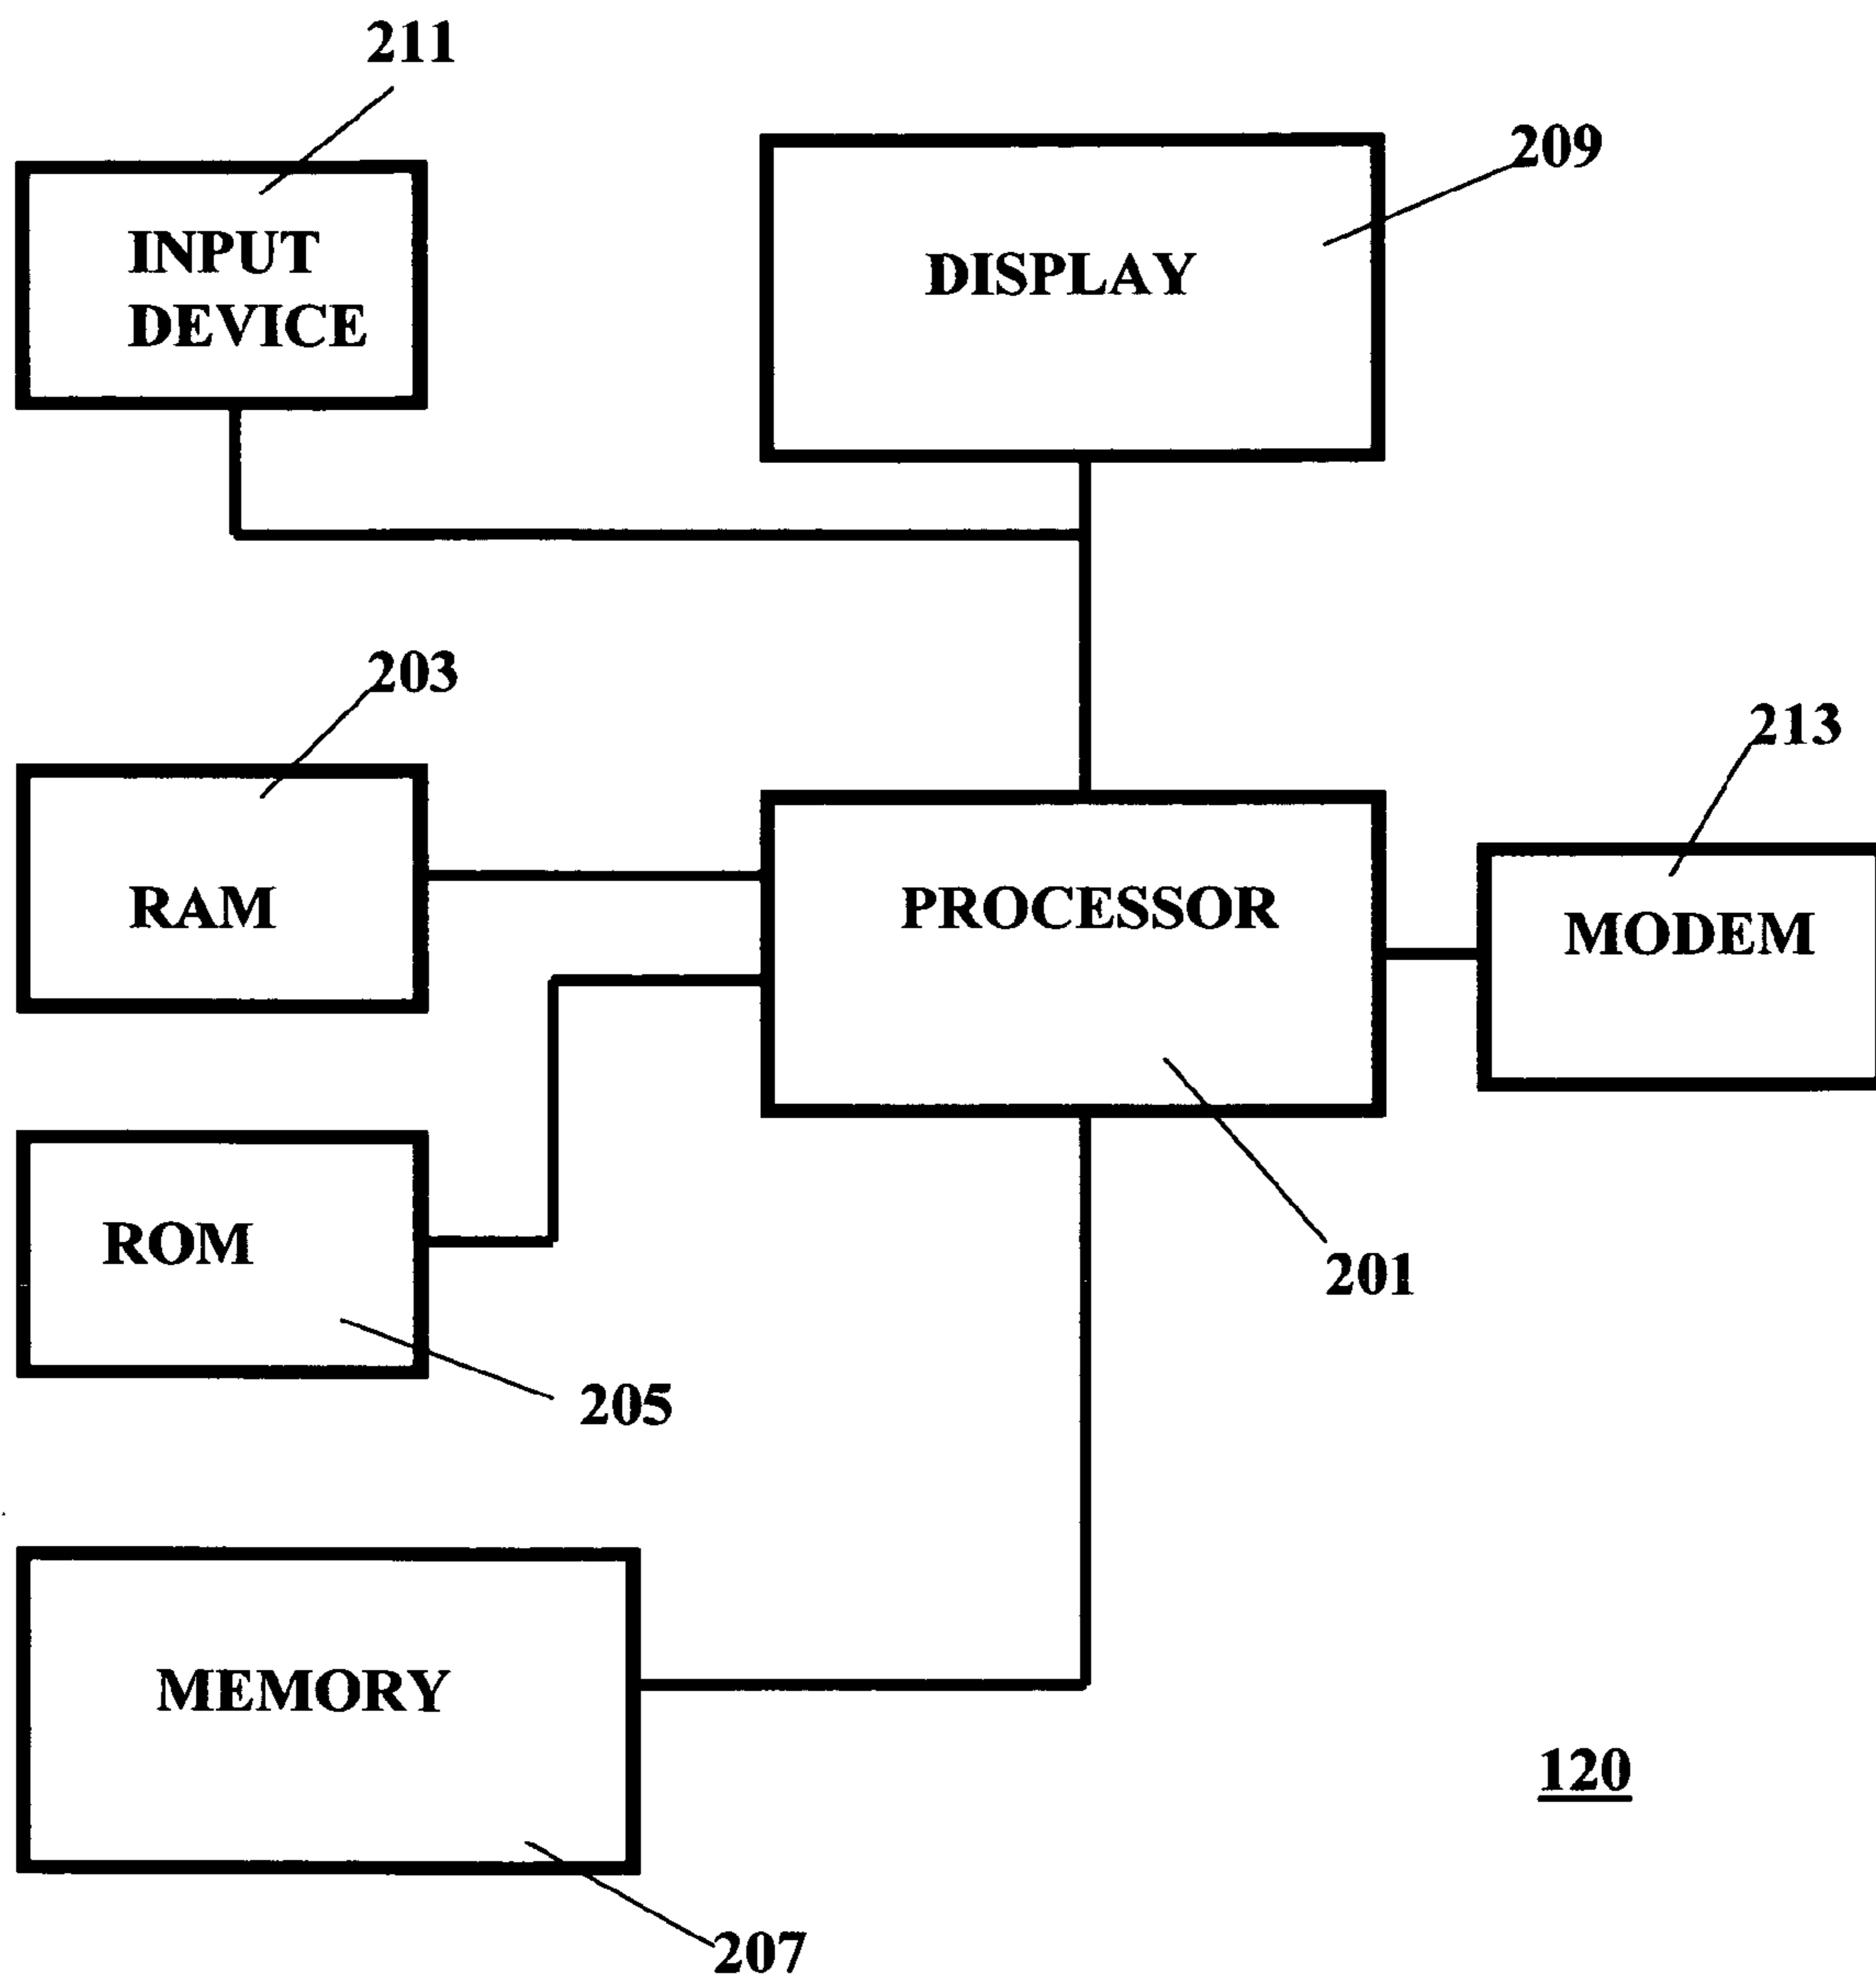 211
209
INPUT
DEVICE
DISPLAY
203
213
RAM
PROCESSOR
MODEM
ROM
201
205
MEMORY
120
207